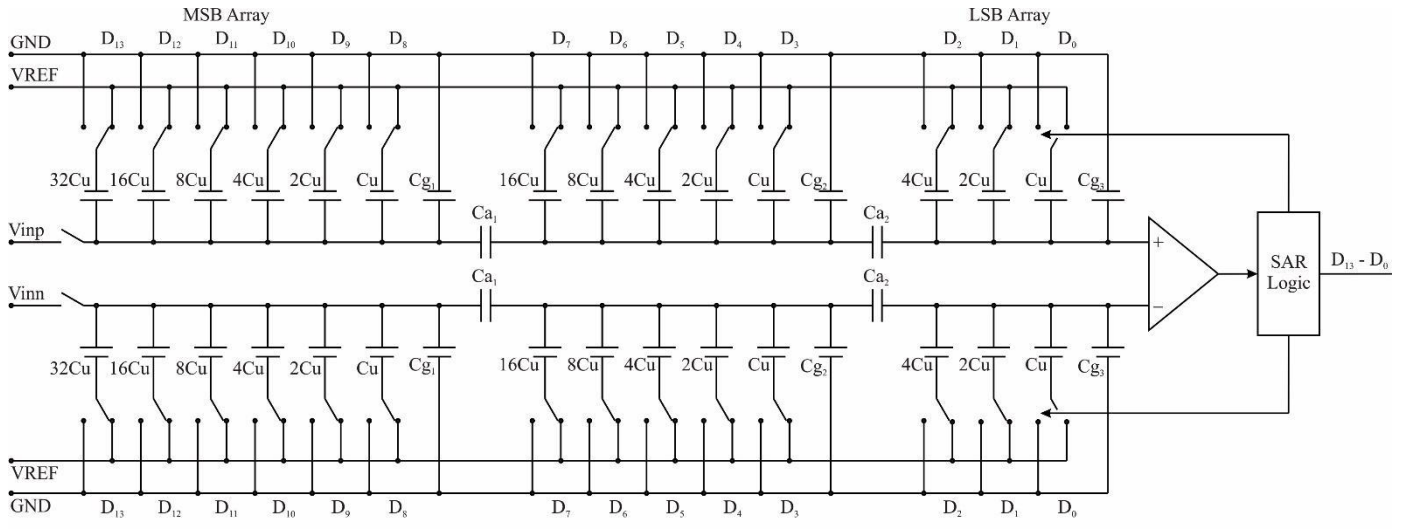 MSB Array LSB Array
GND D₁₃ D₁₂ D₁₁ D₁₀ D₉ D₈ D₇ D₆ D₅ D₄ D₃ D₂ D₁ D₀
VREF
32Cu 16Cu 8Cu 4Cu 2Cu Cu Cg₁ 16Cu 8Cu 4Cu 2Cu Cu Cg₂ 4Cu 2Cu Cu Cg₃
Ca₁ Ca₂
Vinp
+
SAR
Logic
D₁₃ - D₀
Vinn
Ca₁ Ca₂
−
32Cu 16Cu 8Cu 4Cu 2Cu Cu Cg₁ 16Cu 8Cu 4Cu 2Cu Cu Cg₂ 4Cu 2Cu Cu Cg₃
VREF
GND D₁₃ D₁₂ D₁₁ D₁₀ D₉ D₈ D₇ D₆ D₅ D₄ D₃ D₂ D₁ D₀